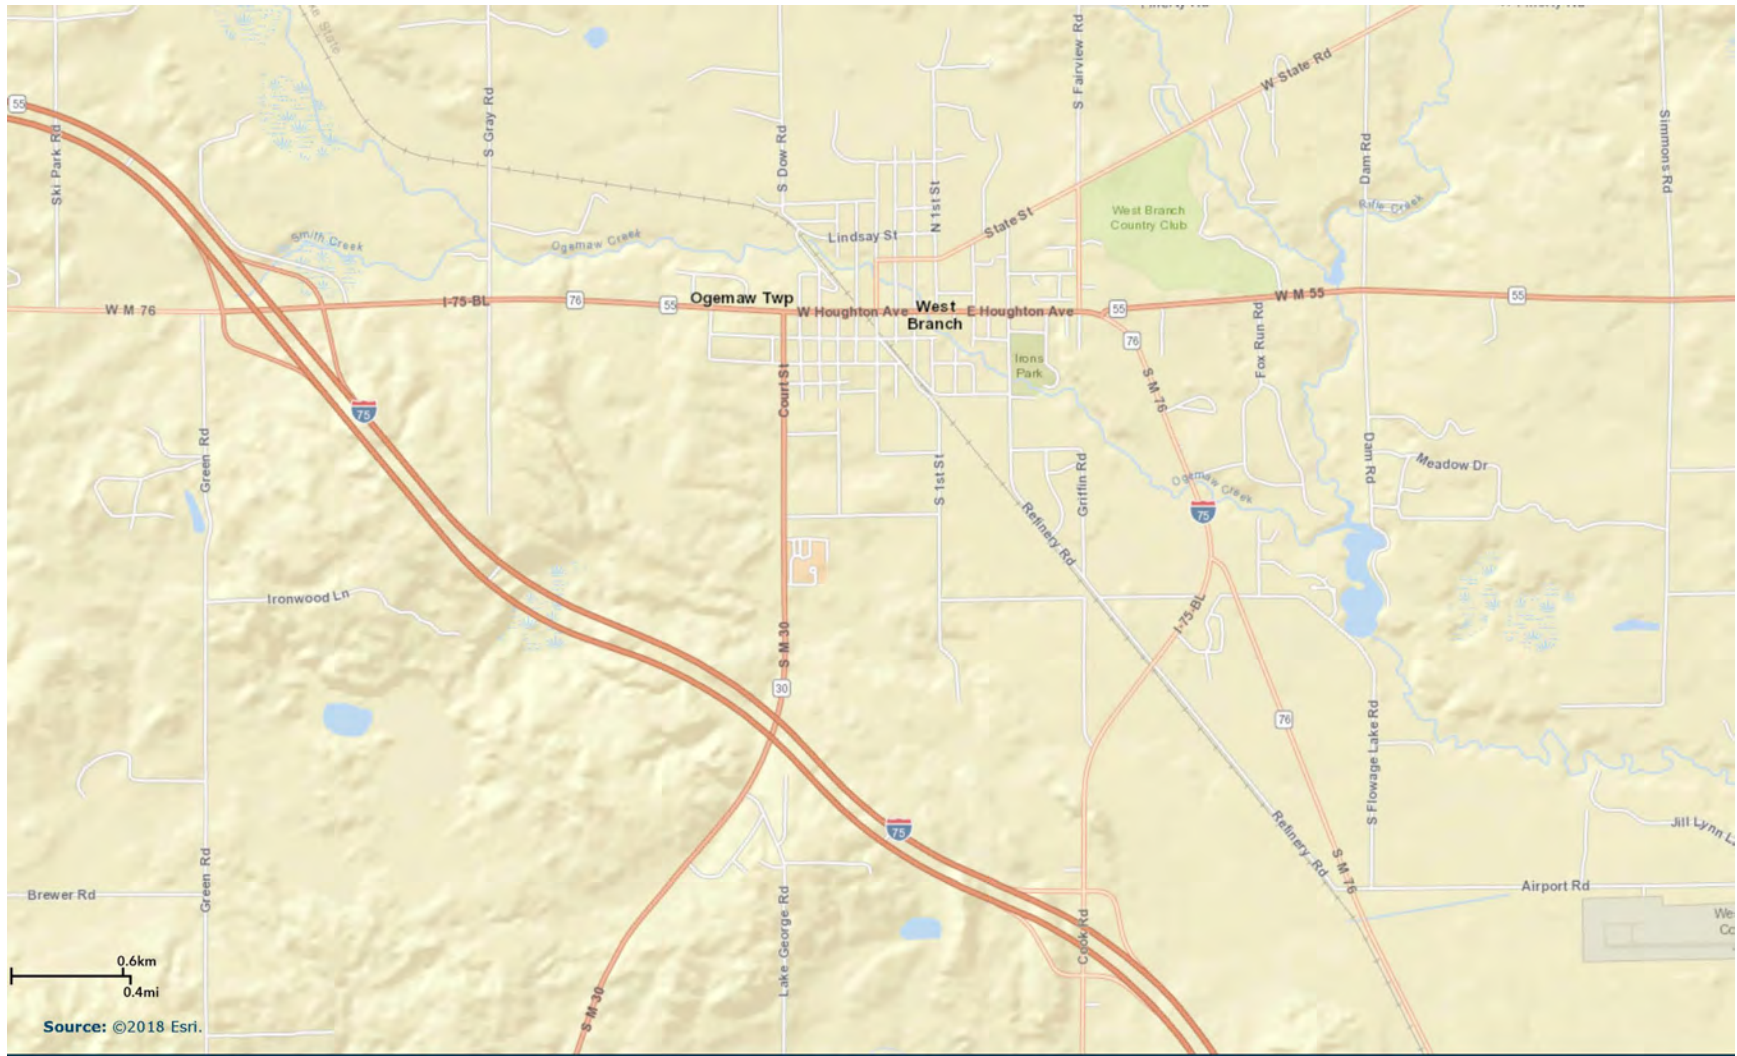 W State Rd
S Fairview Rd
55
Ski Park Rd
S Gray Rd
S Dow Rd
Dam Rd
Simmons Rd
N 1st St
State St
West Branch
Country Club
Rifle Creek
Smith Creek
Ogemaw Creek
Lindsay St
W M 76
I-75-BL
76
55
Ogemaw Twp
W Houghton Ave
West
Branch
E Houghton Ave
55
W M 55
55
76
Irons
Park
Fox Run Rd
S M 76
Court St
75
Green Rd
S 1st St
Griffin Rd
Ogemaw Creek
Dam Rd
Meadow Dr
75
Refinery Rd
Ironwood Ln
I-75-BL
S M 30
30
76
S Flowage Lake Rd
75
Refinery Rd
Jill Lynn L
S M 76
Airport Rd
Brewer Rd
Green Rd
Lake George Rd
Cook Rd
We
Co
0.6km
0.4mi
S M 30
Source: ©2018 Esri.